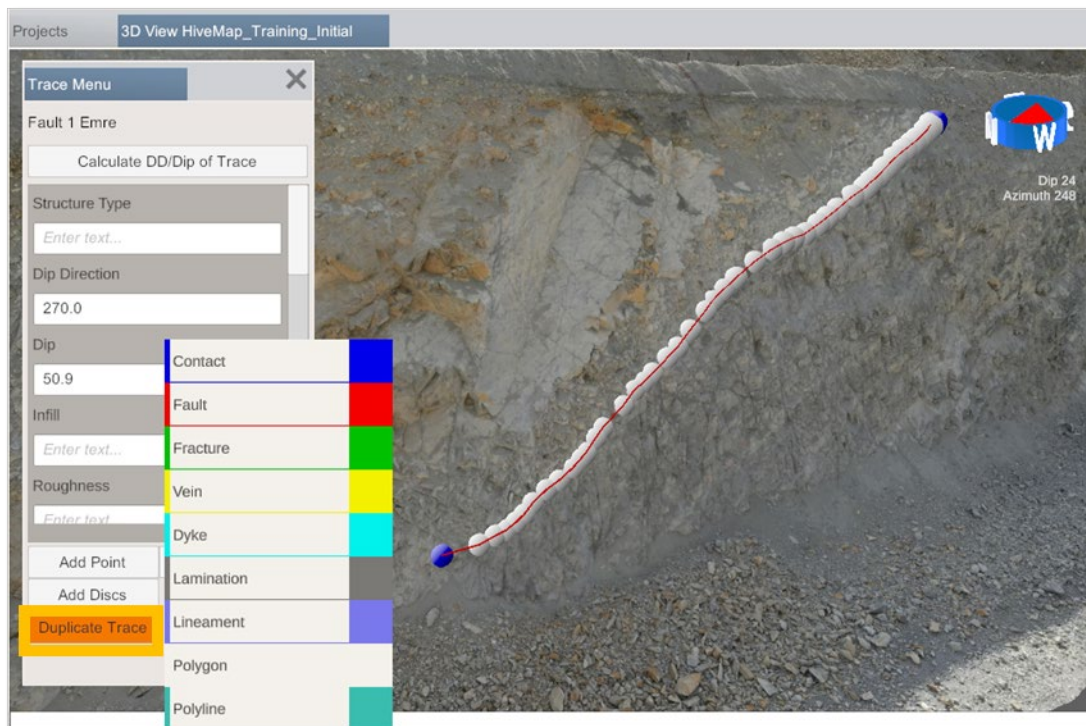 Projects
3D View HiveMap_Training_Initial
Trace Menu
Fault 1 Emre
Calculate DD/Dip of Trace
Structure Type
Enter text...
Dip Direction
270.0
Dip
50.9
Infill
Enter text...
Roughness
Enter text
Add Point
Add Discs
Duplicate Trace
Contact
Fault
Fracture
Vein
Dyke
Lamination
Lineament
Polygon
Polyline
W
Dip 24
Azimuth 248